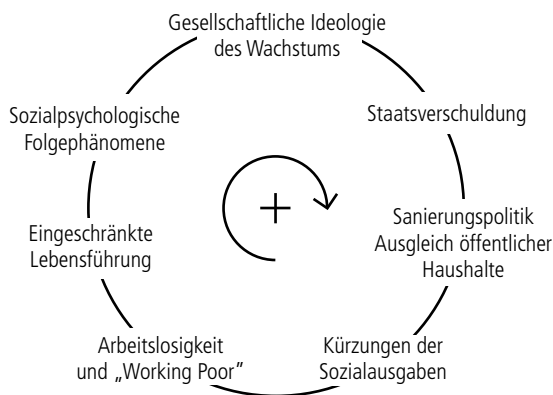 Gesellschaftliche Ideologie
des Wachstums
Staatsverschuldung
Sanierungspolitik
Ausgleich öffentlicher
Haushalte
Kürzungen der
Sozialausgaben
Arbeitslosigkeit
und „Working Poor”
Eingeschränkte
Lebensführung
Sozialpsychologische
Folgephänomene
+